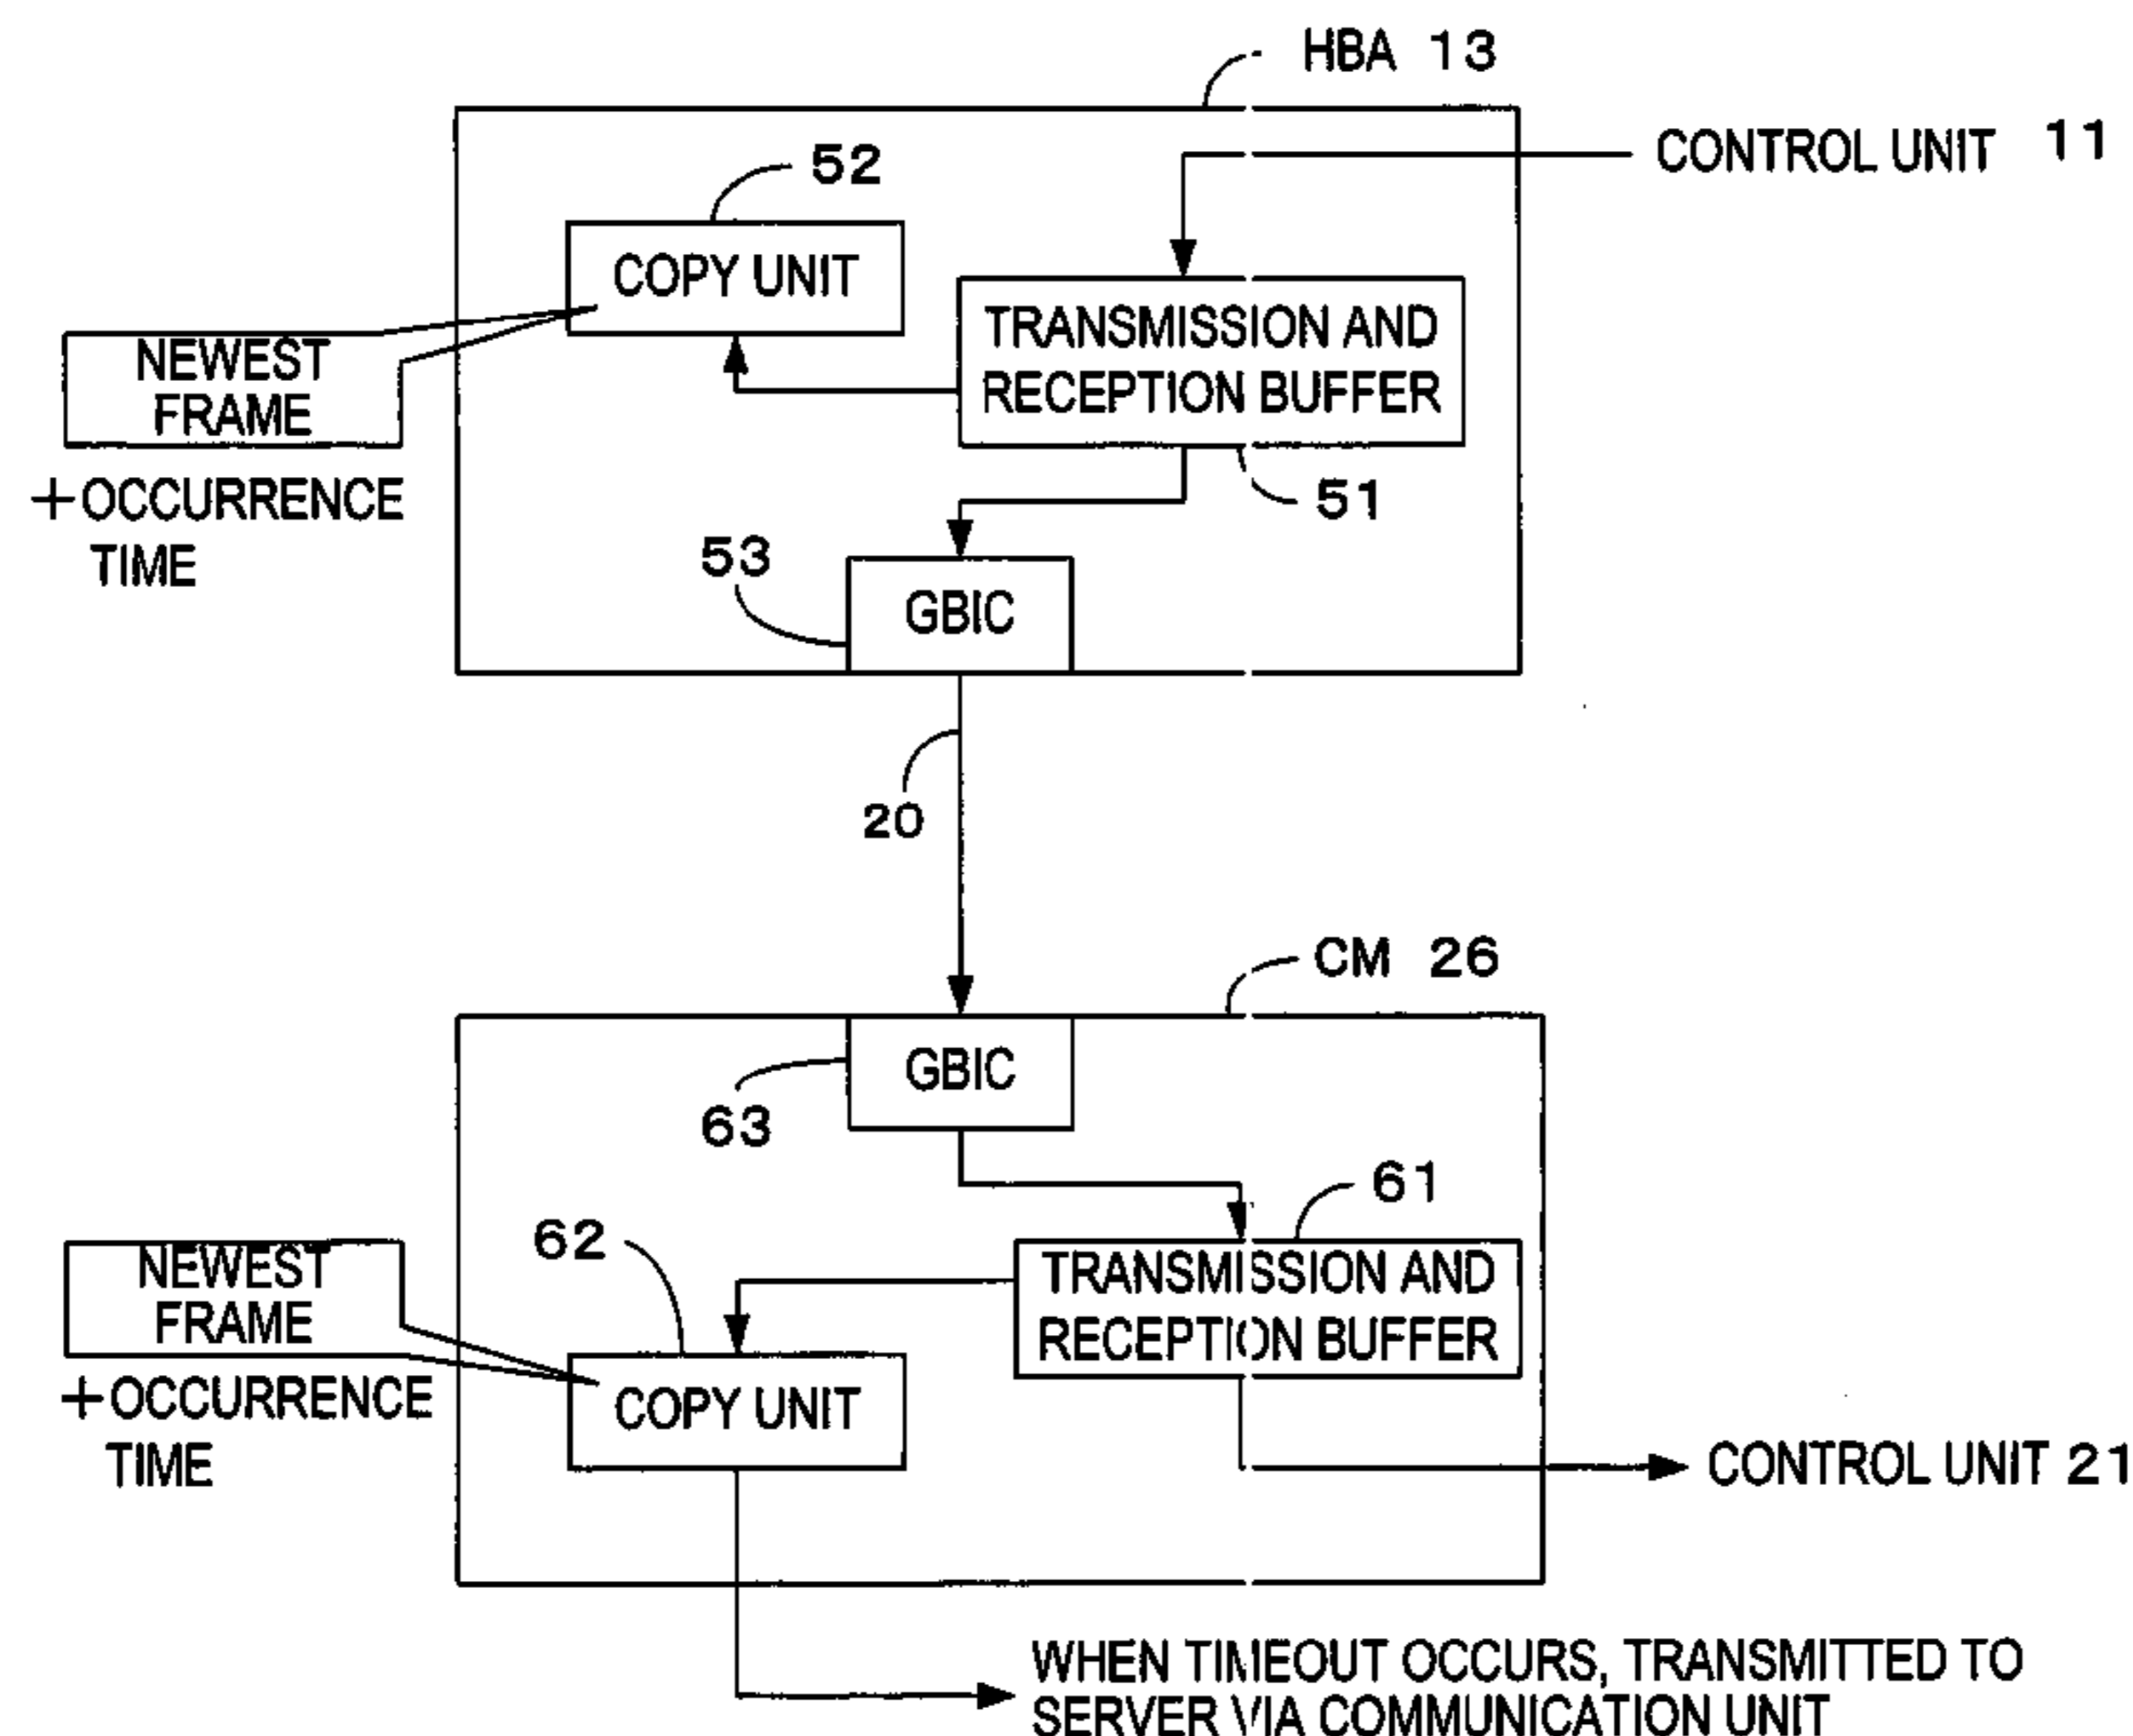 HBA 13
CONTROL UNIT 11
52
COPY UNIT
TRANSMISSION AND
RECEPTION BUFFER
NEWEST
FRAME
+OCCURRENCE
TIME
51
53
GBIC
20
CM 26
GBIC
63
61
62
TRANSMISSION AND
RECEPTION BUFFER
NEWEST
FRAME
+OCCURRENCE
TIME
COPY UNIT
CONTROL UNIT 21
WHEN TIMEOUT OCCURS, TRANSMITTED TO
SERVER VIA COMMUNICATION UNIT